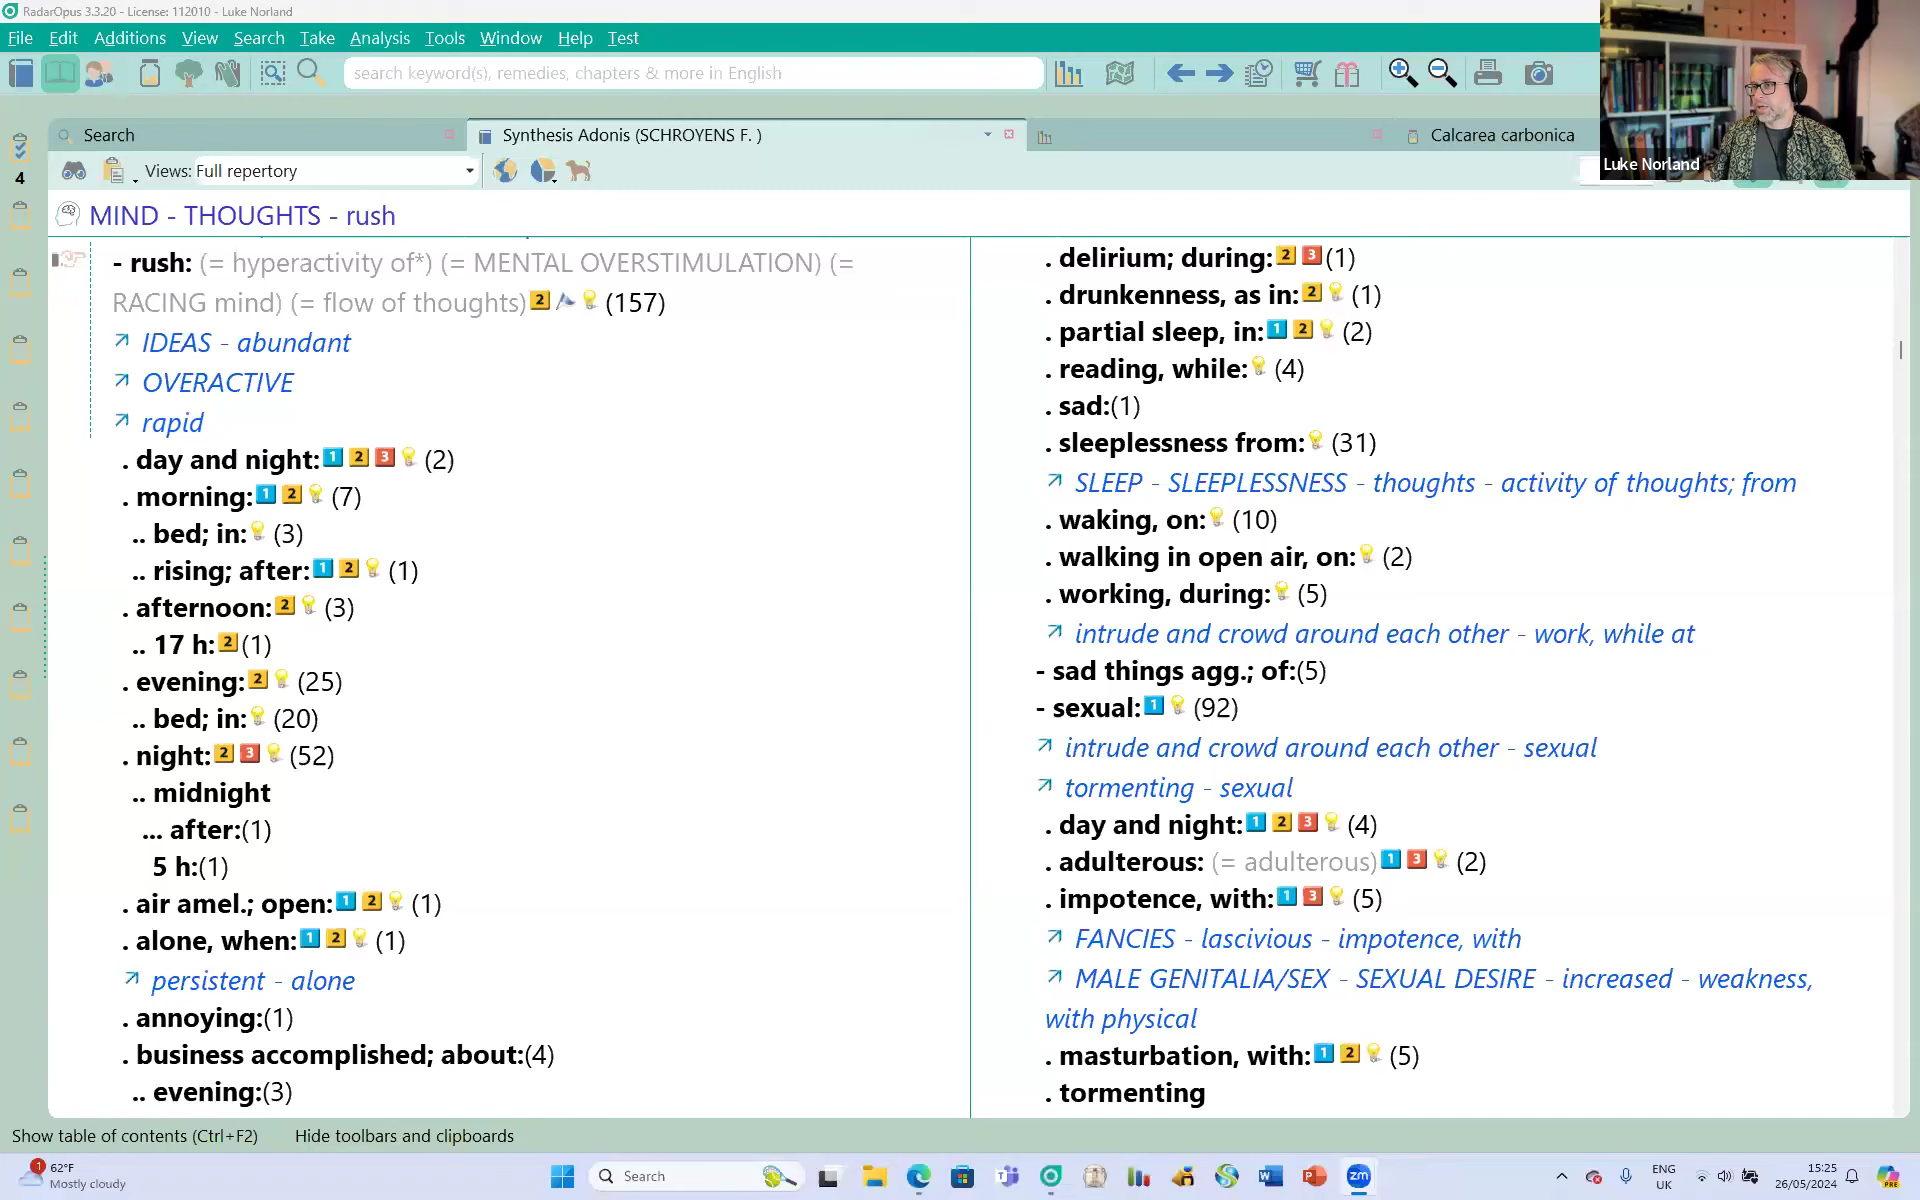 RadarOpus 3.3.20 - License: 112010 - Luke Norland
File Edit Additions View Search Take Analysis Tools Window Help Test
search keyword(s), remedies, chapters & more in English
Search
Synthesis Adonis (SCHROYENS F. )
Calcarea carbonica
Luke Norland
4
Views: Full repertory
MIND - THOUGHTS - rush
- rush: (= hyperactivity of*) (= MENTAL OVERSTIMULATION) (=
RACING mind) (= flow of thoughts) 2 (157)
IDEAS - abundant
OVERACTIVE
rapid
. day and night: 1 2 3 (2)
. morning: 1 2 (7)
.. bed; in: (3)
.. rising; after: 1 2 (1)
. afternoon: 2 (3)
.. 17 h: 2 (1)
. evening: 2 (25)
.. bed; in: (20)
. night: 2 3 (52)
.. midnight
... after:(1)
5 h:(1)
. air amel.; open: 1 2 (1)
. alone, when: 1 2 (1)
persistent - alone
. annoying:(1)
. business accomplished; about:(4)
.. evening:(3)
. delirium; during: 2 3 (1)
. drunkenness, as in: 2 (1)
. partial sleep, in: 1 2 (2)
. reading, while: (4)
. sad:(1)
. sleeplessness from: (31)
SLEEP - SLEEPLESSNESS - thoughts - activity of thoughts; from
. waking, on: (10)
. walking in open air, on: (2)
. working, during: (5)
intrude and crowd around each other - work, while at
- sad things agg.; of:(5)
- sexual: 1 (92)
intrude and crowd around each other - sexual
tormenting - sexual
. day and night: 1 2 3 (4)
. adulterous: (= adulterous) 1 3 (2)
. impotence, with: 1 3 (5)
FANCIES - lascivious - impotence, with
MALE GENITALIA/SEX - SEXUAL DESIRE - increased - weakness,
with physical
. masturbation, with: 1 2 (5)
. tormenting
Show table of contents (Ctrl+F2) Hide toolbars and clipboards
1
62°F
Mostly cloudy
Search
zm
ENG
UK
15:25
26/05/2024
PRE